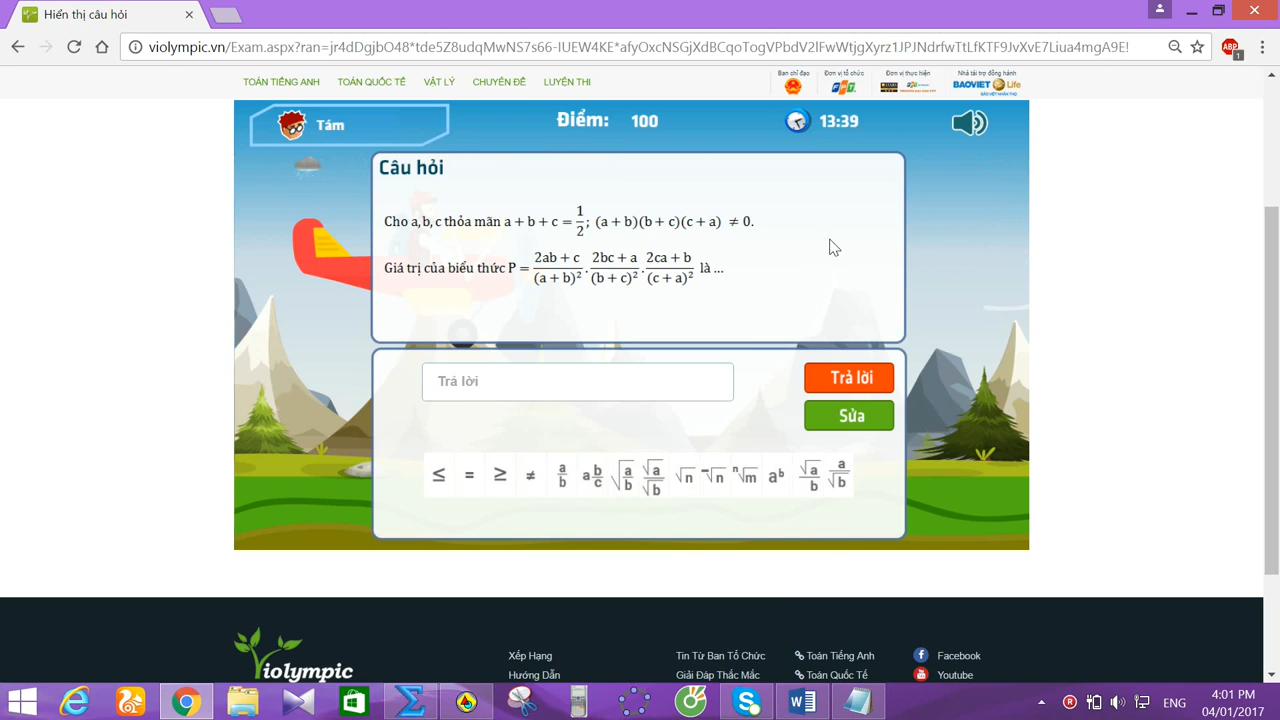 Hiển thị câu hỏi
violympic.vn/Exam.aspx?ran=jr4dDgjbO48*tde5Z8udqMwNS7s66-IUEW4KE*afyOxcNSGjXdBCqoTogVPbdV2lFwWtjgXyrz1JPJNdrfwTtLfKTF9JvXvE7Liua4mgA9E!
ABP
1
TOÁN TIẾNG ANH TOÁN QUỐC TẾ VẬT LÝ CHUYÊN ĐỀ LUYỆN THI
Ban chỉ đạo Đơn vị tổ chức Đơn vị thực hiện Nhà tài trợ đồng hành
FPT BAOVIET Life
Tám
Điểm: 100
13:39
Câu hỏi
Cho a, b, c thỏa mãn a + b + c = 1/2; (a + b)(b + c)(c + a) ≠ 0.
Giá trị của biểu thức P = (2ab + c)/(a + b)² . (2bc + a)/(b + c)² . (2ca + b)/(c + a)² là ...
Trả lời
Trả lời
Sửa
≤ = ≥ ≠ a/b a b/c √(a/b) √a/√b √n ⁻√n ⁿ√m aᵇ √a/b a/√b
iolympic
Xếp Hạng Tin Từ Ban Tổ Chức Toán Tiếng Anh Facebook
Hướng Dẫn Giải Đáp Thắc Mắc Toán Quốc Tế Youtube
ENG
4:01 PM
04/01/2017